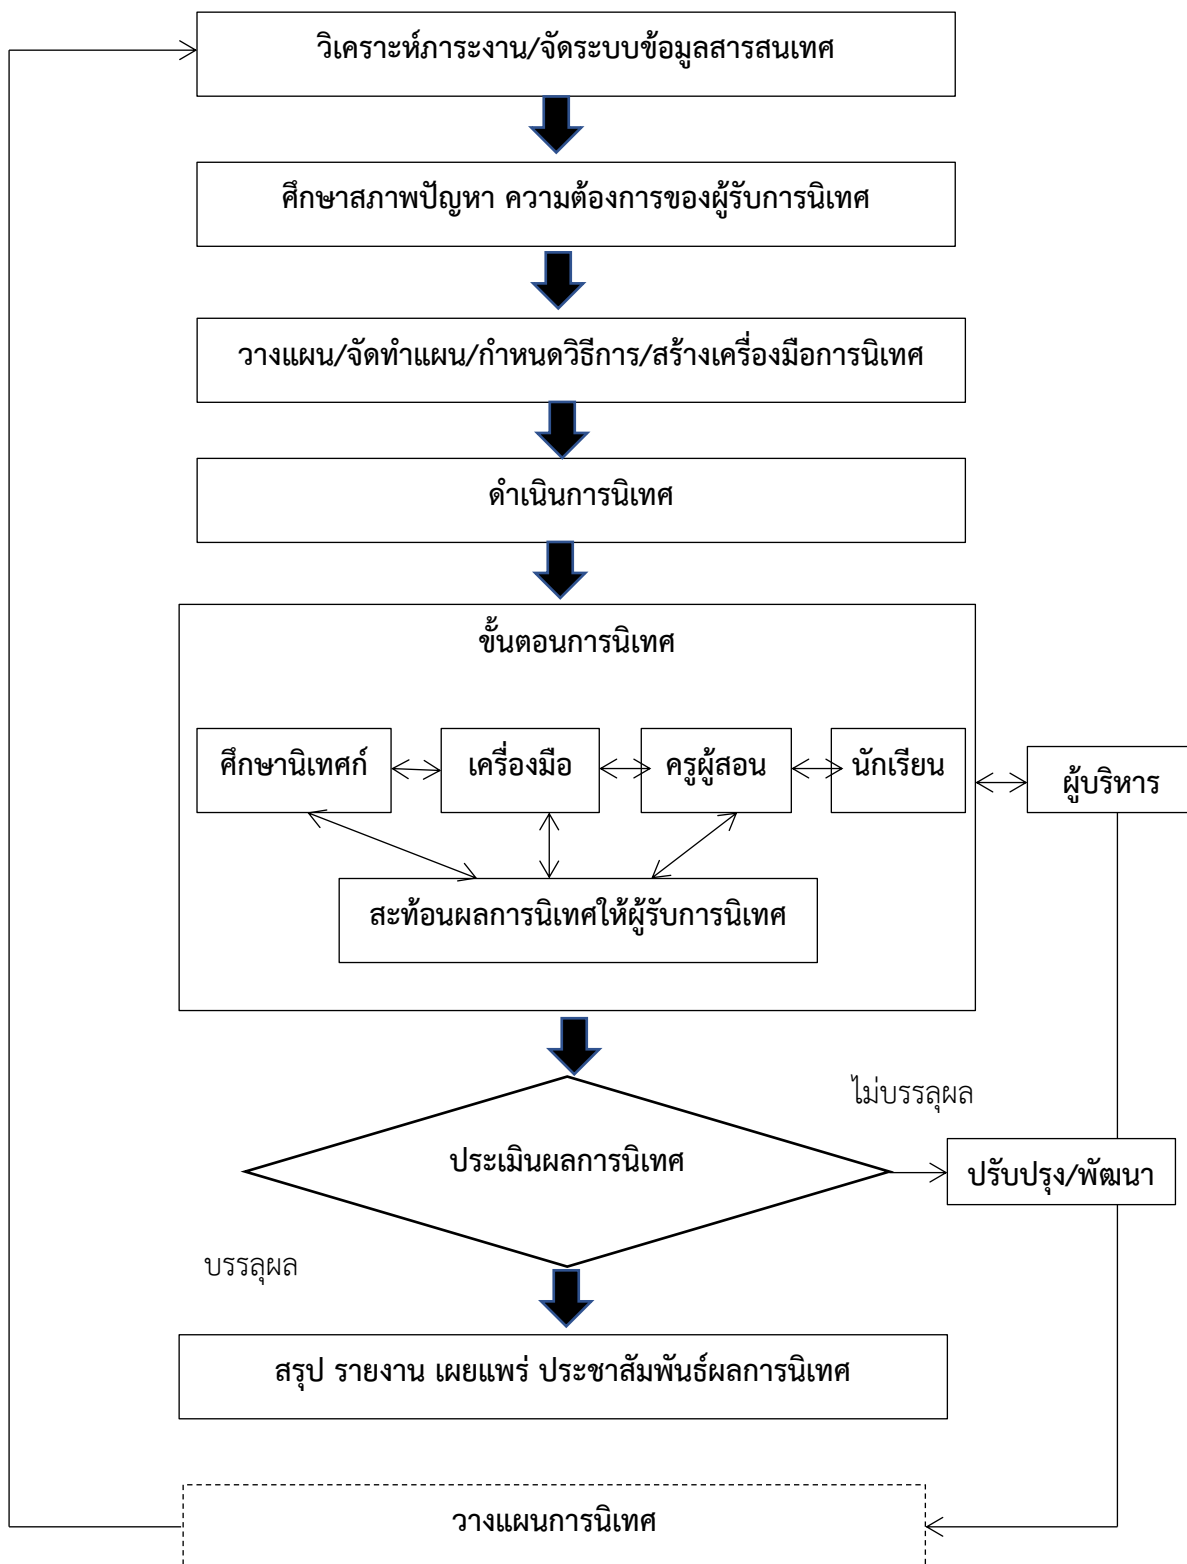 วิเคราะห์ภาระงาน/จัดระบบข้อมูลสารสนเทศ
ศึกษาสภาพปัญหา ความต้องการของผู้รับการนิเทศ
วางแผน/จัดทำแผน/กำหนดวิธีการ/สร้างเครื่องมือการนิเทศ
ดำเนินการนิเทศ
ขั้นตอนการนิเทศ
ศึกษานิเทศก์
เครื่องมือ
ครูผู้สอน
นักเรียน
ผู้บริหาร
สะท้อนผลการนิเทศให้ผู้รับการนิเทศ
ไม่บรรลุผล
ประเมินผลการนิเทศ
ปรับปรุง/พัฒนา
บรรลุผล
สรุป รายงาน เผยแพร่ ประชาสัมพันธ์ผลการนิเทศ
วางแผนการนิเทศ